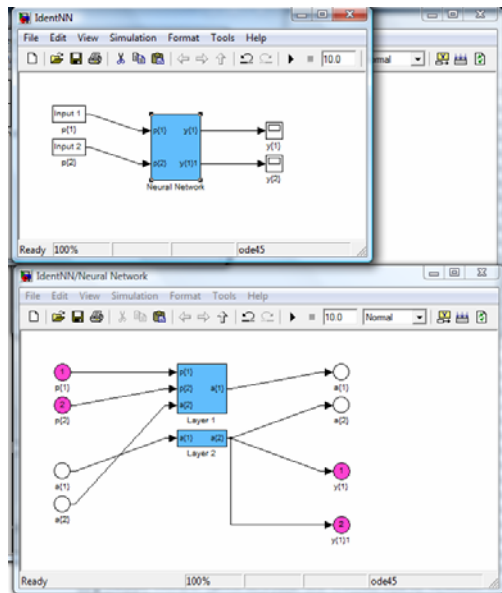 IdentNN
File Edit View Simulation Format Tools Help
10.0
Input 1
p{1}
Input 2
p{2}
p{1} y{1}
p{2} y{1}1
Neural Network
y{1}
y{2}
Ready 100% ode45
IdentNN/Neural Network
File Edit View Simulation Format Tools Help
10.0 Normal
1
p{1}
2
p{2}
p{1}
p{2} a{1}
a{2}
Layer 1
a{1} a{2}
Layer 2
a{1}
a{2}
a{1}
a{2}
1
y{1}
2
y{1}1
Ready 100% ode45